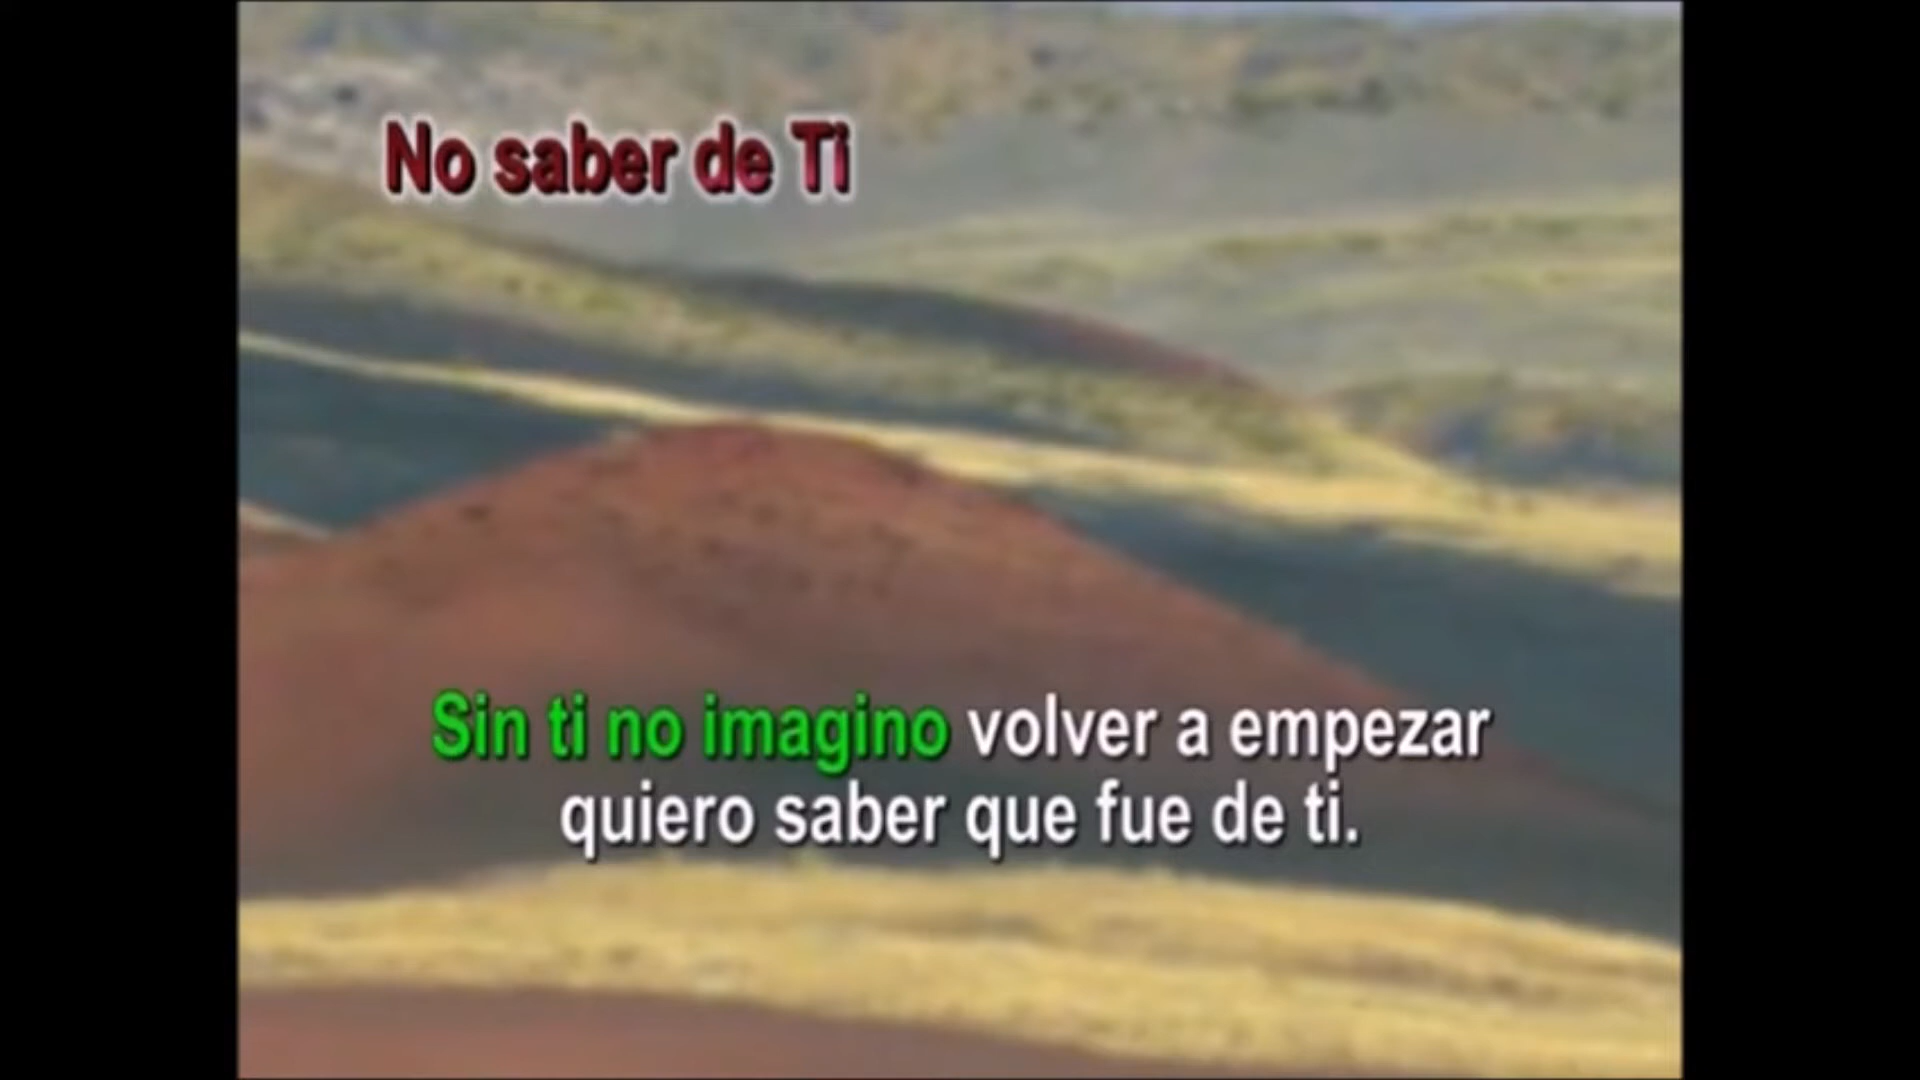 No saber de Ti
Sin ti no imagino volver a empezar
quiero saber que fue de ti.